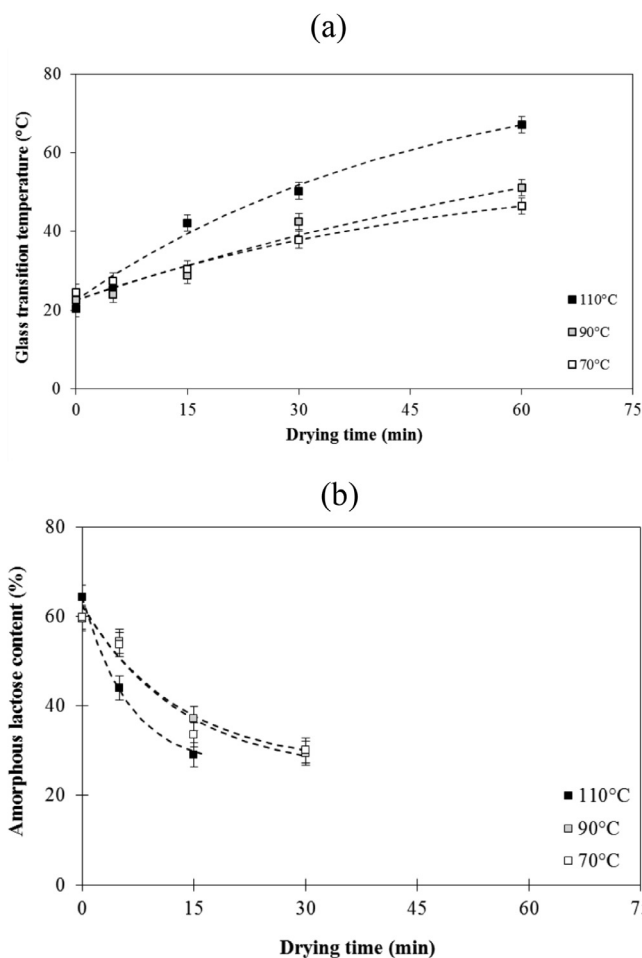 (a)
80
60
40
20
0
Glass transition temperature (°C)
110°C
90°C
70°C
0 15 30 45 60 75
Drying time (min)
(b)
80
60
40
20
0
Amorphous lactose content (%)
110°C
90°C
70°C
0 15 30 45 60 7
Drying time (min)